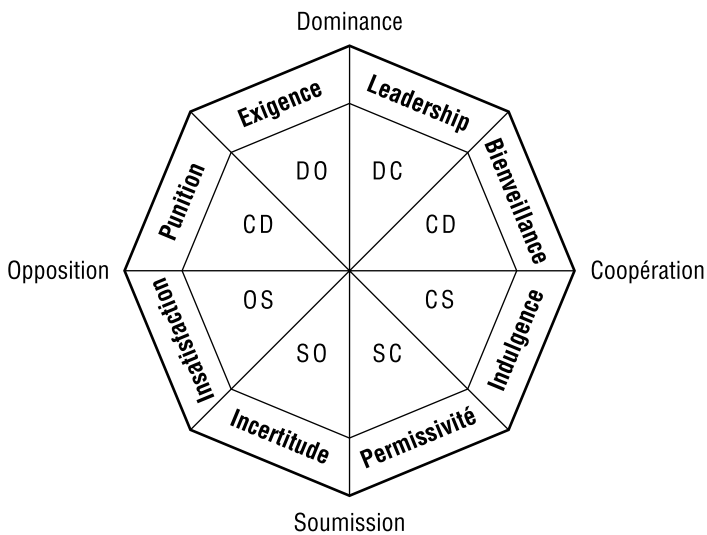 Dominance
Exigence
Leadership
Punition
DO
DC
Bienveillance
CD
CD
Opposition
Coopération
Insatisfaction
OS
CS
Indulgence
SO
SC
Incertitude
Permissivité
Soumission